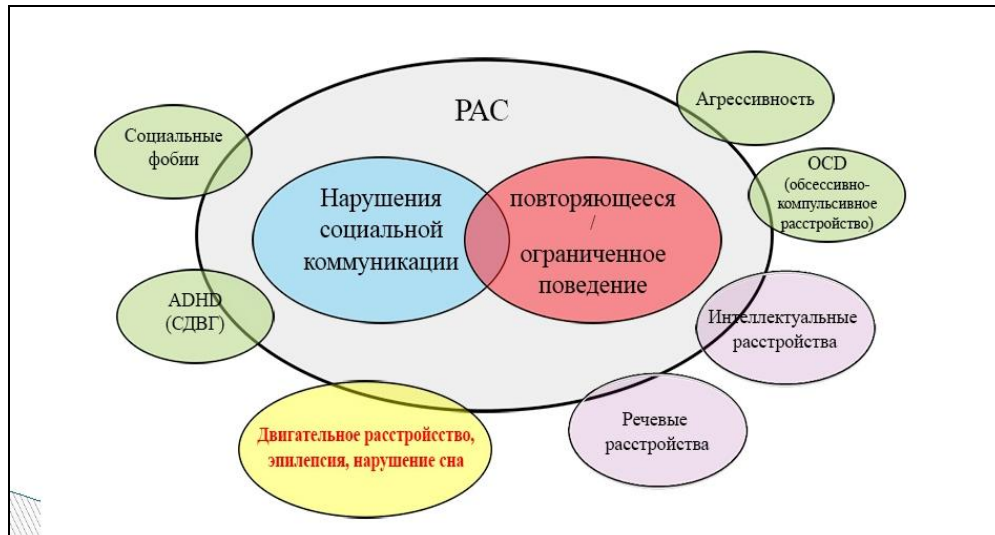 РАС
Агрессивность
Социальные
фобии
OCD
(обсессивно-
компульсивное
расстройство)
Нарушения
социальной
коммуникации
повторяющееся
/
ограниченное
поведение
ADHD
(СДВГ)
Интеллектуальные
расстройства
Двигательное расстройсство,
эпилепсия, нарушение сна
Речевые
расстройства